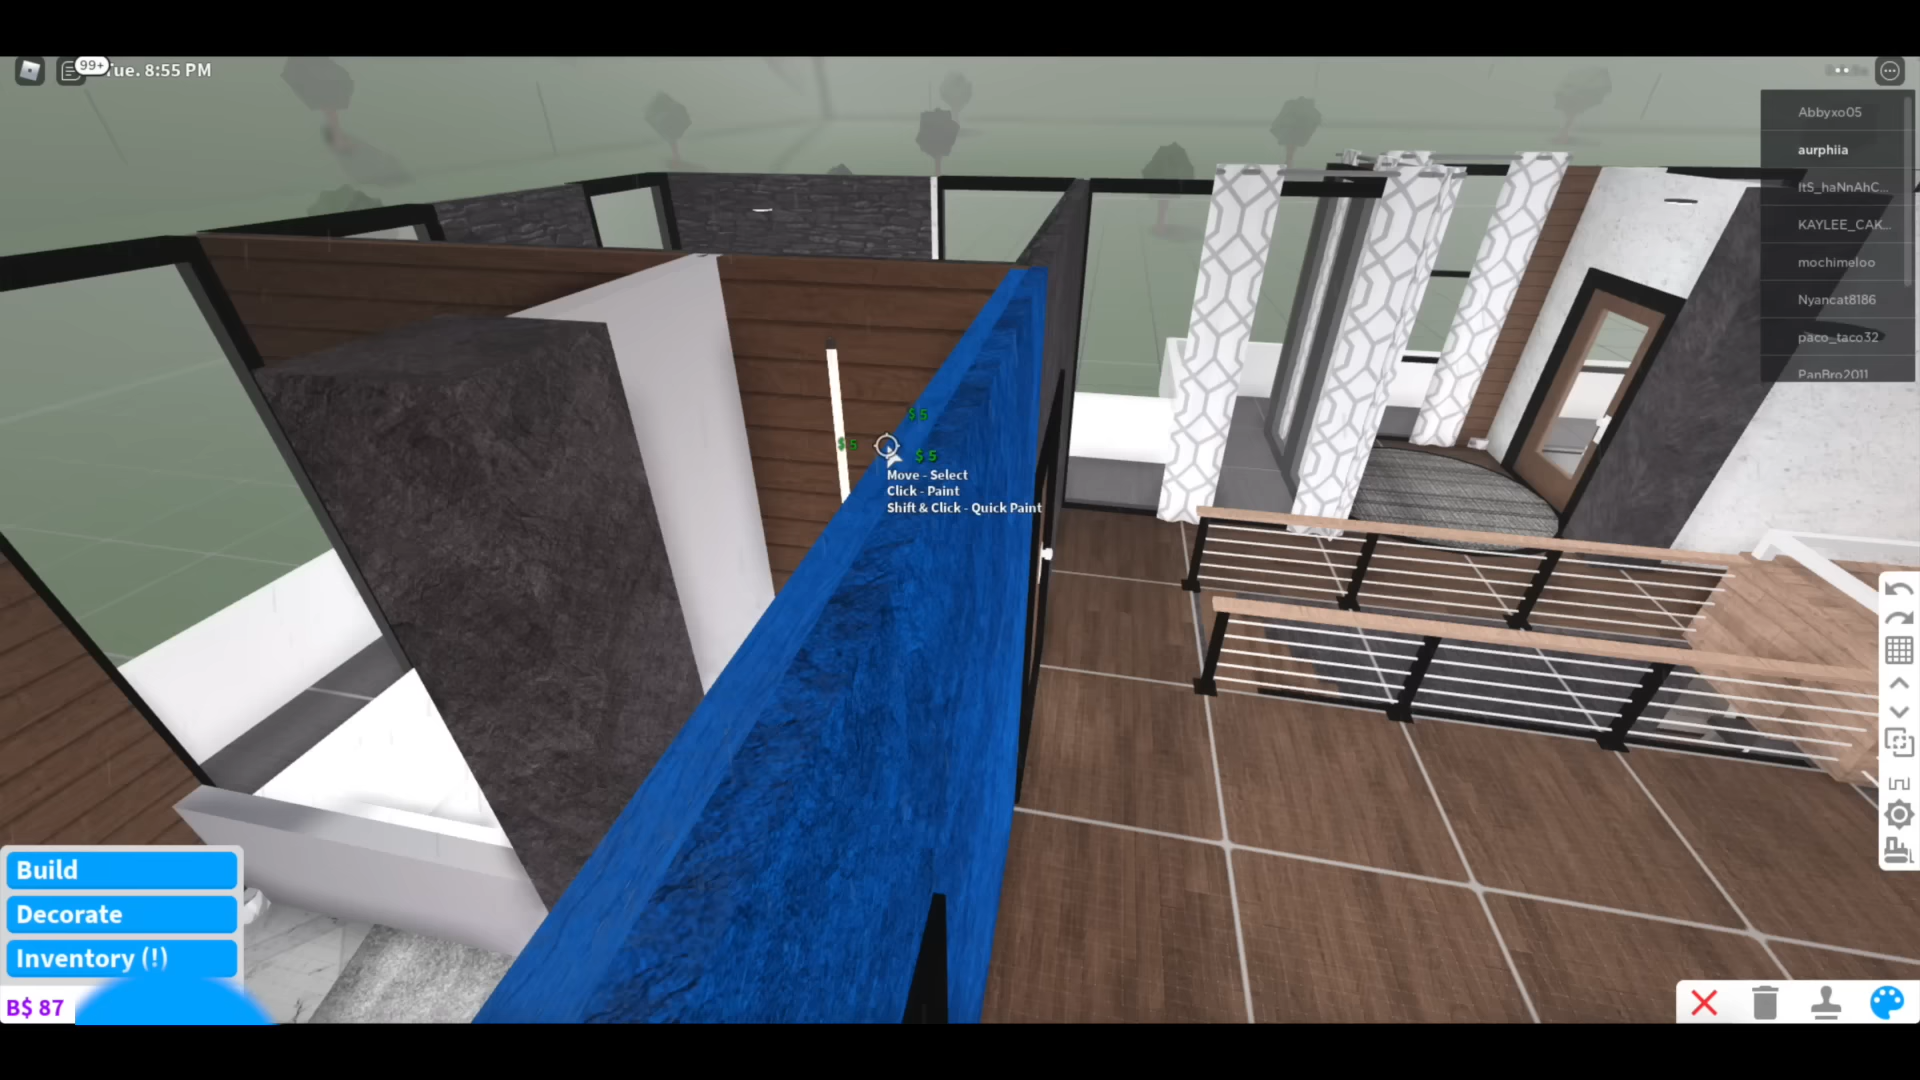 99+
Tue. 8:55 PM
Abbyxo05
aurphiia
ItS_haNnAhC...
KAYLEE_CAK...
mochimeloo
Nyancat8186
paco_taco32
PanBro2011
$ 5
$ 5
$ 5
Move - Select
Click - Paint
Shift & Click - Quick Paint
Build
Decorate
Inventory (!)
B$ 87